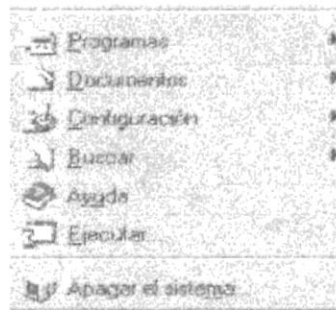 Programas
Documentos
Configuración
Buscar
Ayuda
Ejecutar
Apagar el sistema